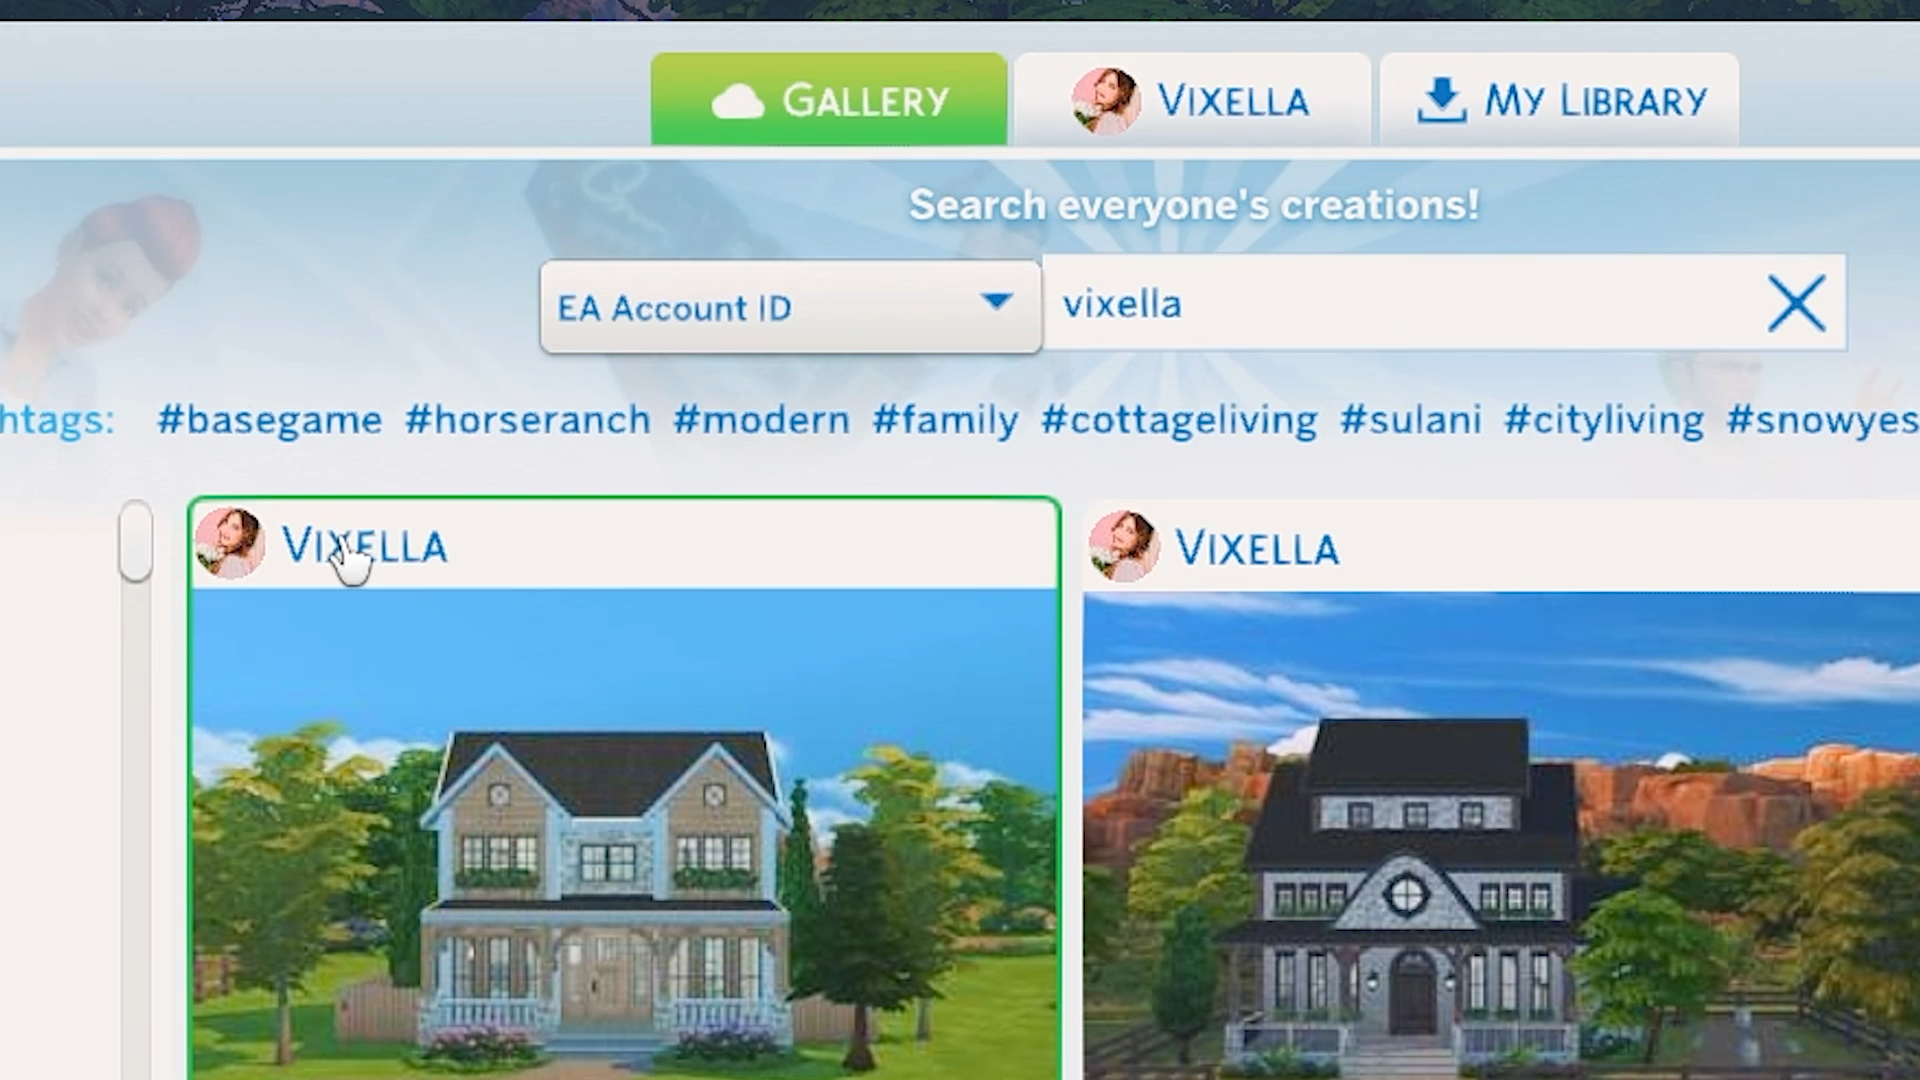 GALLERY VIXELLA MY LIBRARY
Search everyone's creations!
EA Account ID vixella
htags: #basegame #horseranch #modern #family #cottageliving #sulani #cityliving #snowyes
VIXELLA VIXELLA